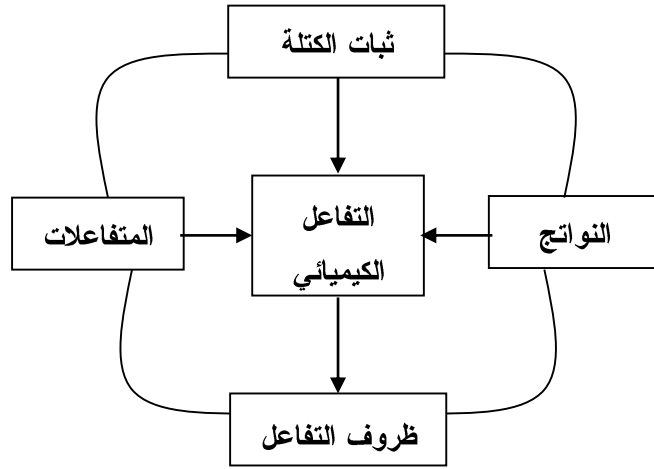 ثبات الكتلة
النواتج
التفاعل
الكيميائي
المتفاعلات
ظروف التفاعل